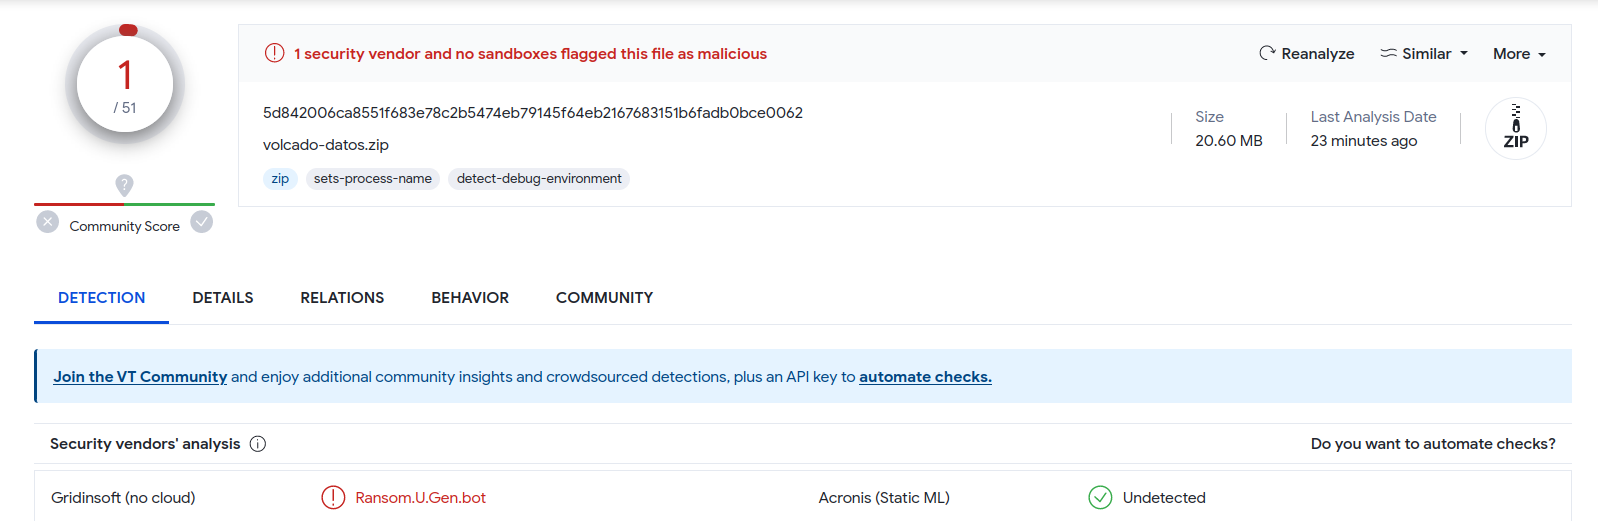 1
/ 51
?
Community Score
1 security vendor and no sandboxes flagged this file as malicious
Reanalyze
Similar
More
5d842006ca8551f683e78c2b5474eb79145f64eb2167683151b6fadb0bce0062
volcado-datos.zip
zip
sets-process-name
detect-debug-environment
Size
20.60 MB
Last Analysis Date
23 minutes ago
ZIP
DETECTION
DETAILS
RELATIONS
BEHAVIOR
COMMUNITY
Join the VT Community and enjoy additional community insights and crowdsourced detections, plus an API key to automate checks.
Security vendors' analysis
Do you want to automate checks?
Gridinsoft (no cloud)
Ransom.U.Gen.bot
Acronis (Static ML)
Undetected